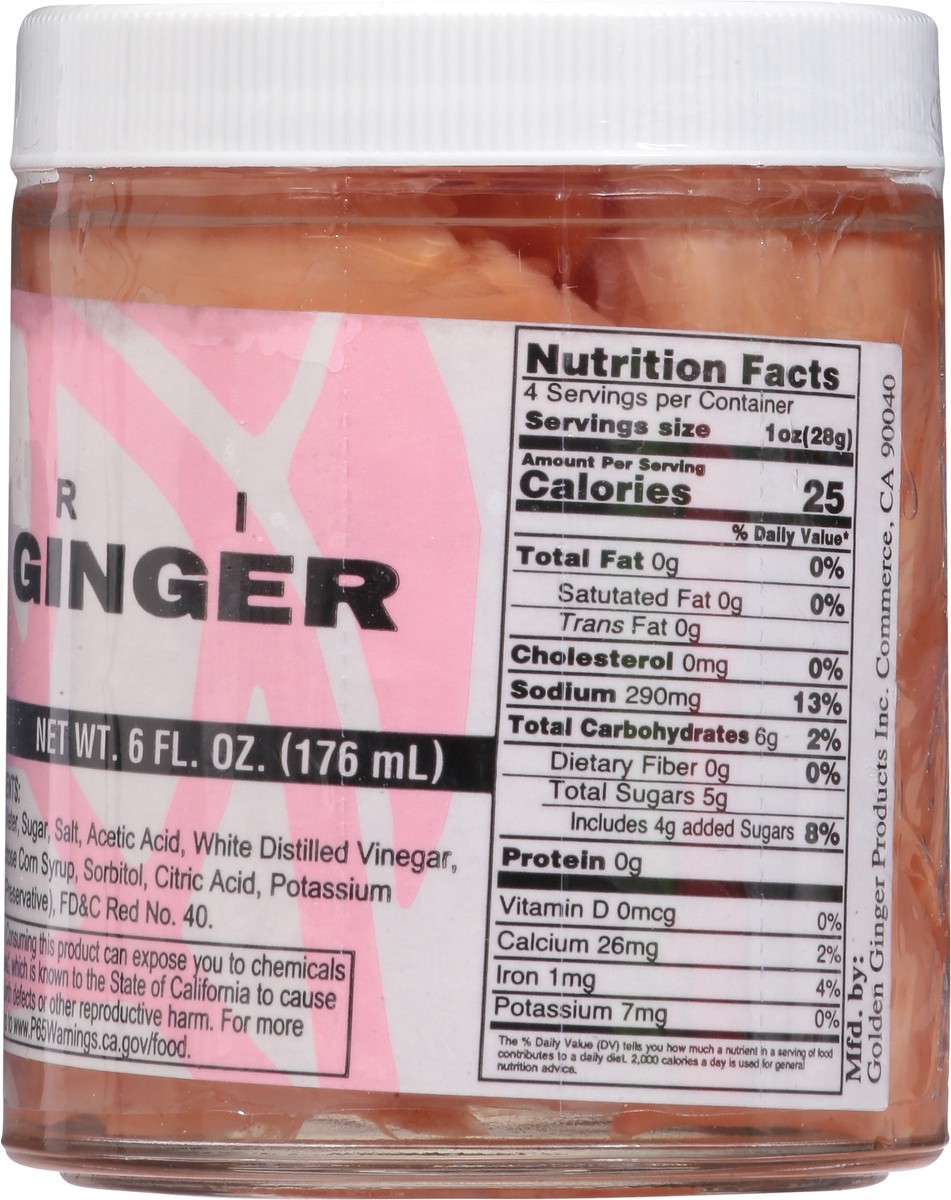 R I
GINGER
NET WT. 6 FL. OZ. (176 mL)
Sugar, Salt, Acetic Acid, White Distilled Vinegar,
Corn Syrup, Sorbitol, Citric Acid, Potassium
FD&C Red No. 40.
this product can expose you to chemicals
which is known to the State of California to cause
defects or other reproductive harm. For more
www.P65Warnings.ca.gov/food.
Nutrition Facts
4 Servings per Container
Servings size 1oz(28g)
Amount Per Serving
Calories 25
% Daily Value*
Total Fat 0g 0%
Satutated Fat 0g 0%
Trans Fat 0g
Cholesterol 0mg 0%
Sodium 290mg 13%
Total Carbohydrates 6g 2%
Dietary Fiber 0g 0%
Total Sugars 5g
Includes 4g added Sugars 8%
Protein 0g
Vitamin D 0mcg 0%
Calcium 26mg 2%
Iron 1mg 4%
Potassium 7mg 0%
The % Daily Value (DV) tells you how much a nutrient in a serving of food
contributes to a daily diet. 2,000 calories a day is used for general
nutrition advice.
Mfd. by:
Golden Ginger Products Inc. Commerce, CA 90040